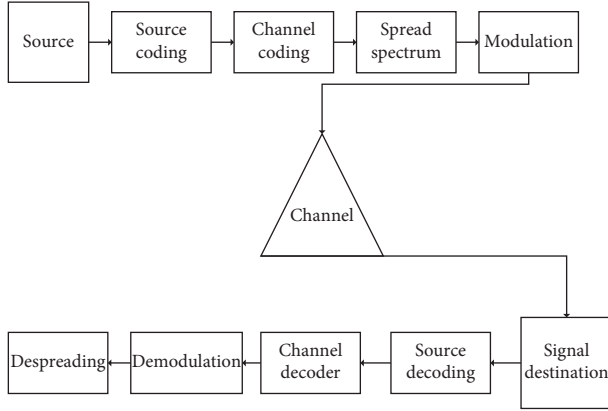 Source
Source
coding
Channel
coding
Spread
spectrum
Modulation
Channel
Despreading
Demodulation
Channel
decoder
Source
decoding
Signal
destination